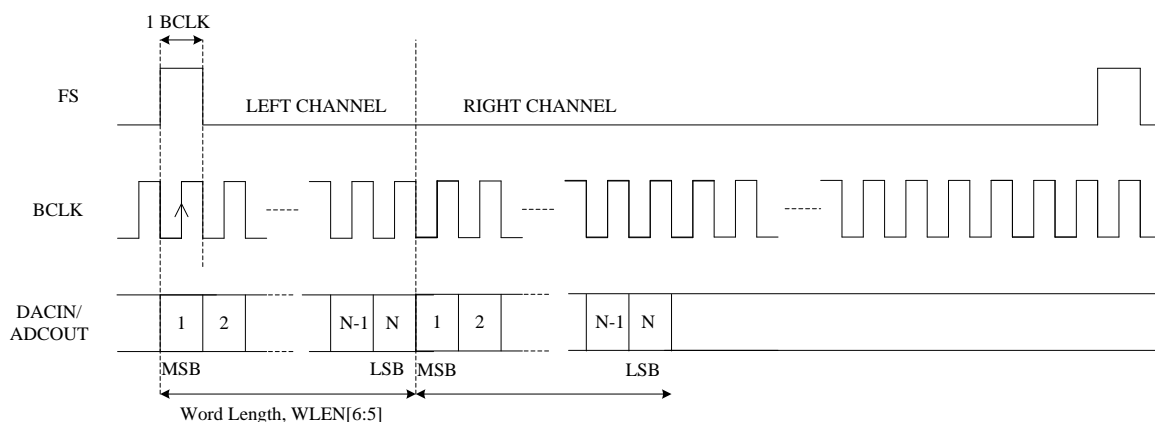 1 BCLK
FS
LEFT CHANNEL
RIGHT CHANNEL
BCLK
DACIN/
ADCOUT
1 2 N-1 N 1 2 N-1 N
MSB LSB MSB LSB
Word Length, WLEN[6:5]